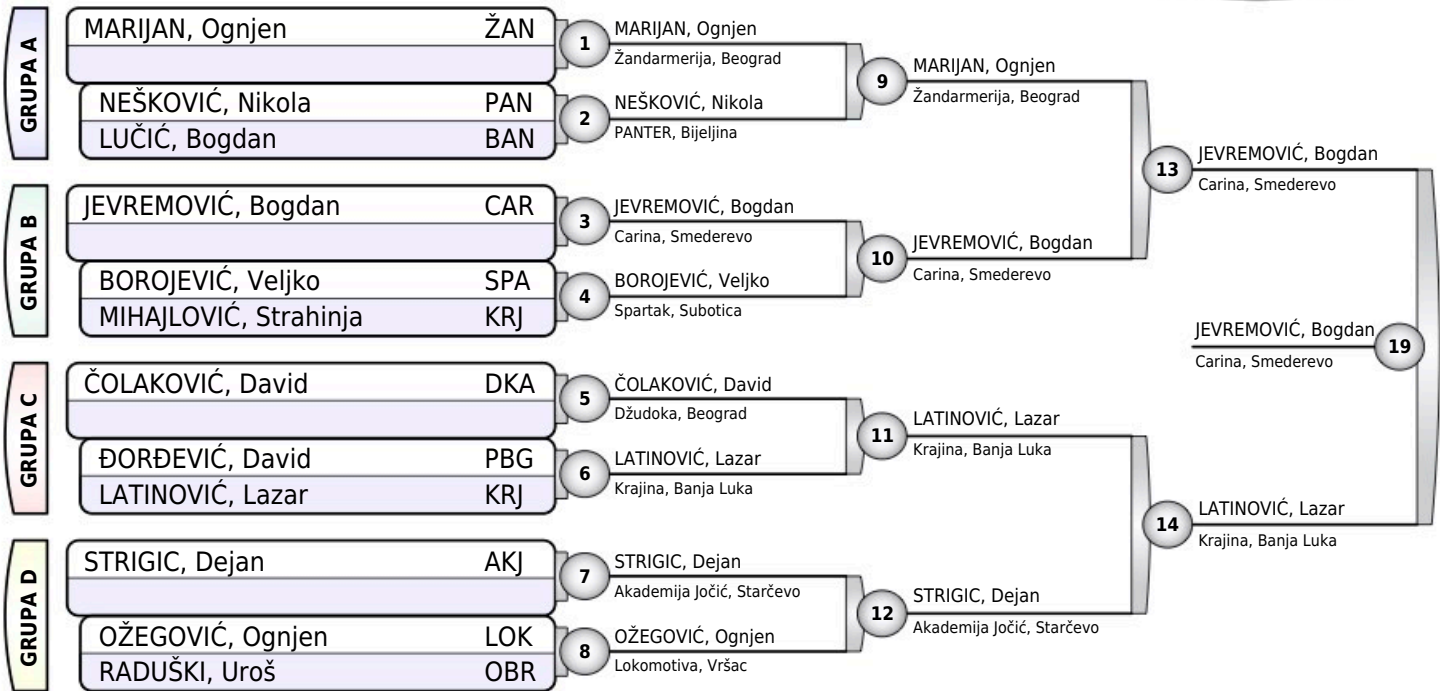 GRUPA A
MARIJAN, Ognjen ŽAN
NEŠKOVIĆ, Nikola PAN
LUČIĆ, Bogdan BAN
GRUPA B
JEVREMOVIĆ, Bogdan CAR
BOROJEVIĆ, Veljko SPA
MIHAJLOVIĆ, Strahinja KRJ
GRUPA C
ČOLAKOVIĆ, David DKA
ĐORĐEVIĆ, David PBG
LATINOVIĆ, Lazar KRJ
GRUPA D
STRIGIC, Dejan AKJ
OŽEGOVIĆ, Ognjen LOK
RADUŠKI, Uroš OBR
1
MARIJAN, Ognjen
Žandarmerija, Beograd
2
NEŠKOVIĆ, Nikola
PANTER, Bijeljina
3
JEVREMOVIĆ, Bogdan
Carina, Smederevo
4
BOROJEVIĆ, Veljko
Spartak, Subotica
5
ČOLAKOVIĆ, David
Džudoka, Beograd
6
LATINOVIĆ, Lazar
Krajina, Banja Luka
7
STRIGIC, Dejan
Akademija Jočić, Starčevo
8
OŽEGOVIĆ, Ognjen
Lokomotiva, Vršac
9
MARIJAN, Ognjen
Žandarmerija, Beograd
10
JEVREMOVIĆ, Bogdan
Carina, Smederevo
11
LATINOVIĆ, Lazar
Krajina, Banja Luka
12
STRIGIC, Dejan
Akademija Jočić, Starčevo
13
JEVREMOVIĆ, Bogdan
Carina, Smederevo
14
LATINOVIĆ, Lazar
Krajina, Banja Luka
JEVREMOVIĆ, Bogdan
Carina, Smederevo
19